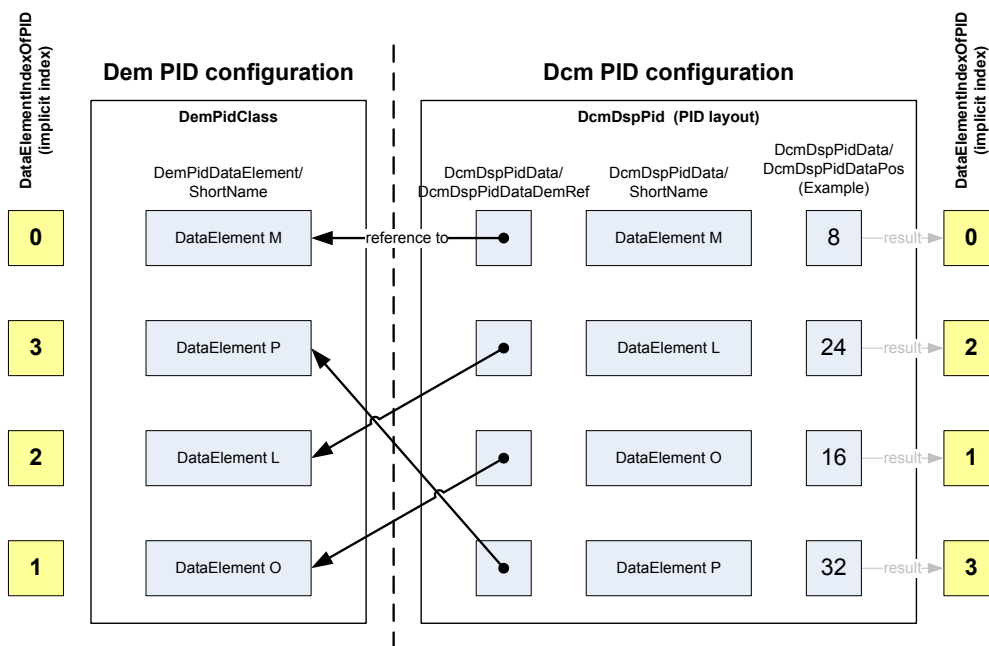 DataElementIndexOfPID
(implicit index)
Dem PID configuration
Dcm PID configuration
DataElementIndexOfPID
(implicit index)
DemPidClass
DcmDspPid (PID layout)
DemPidDataElement/
ShortName
DcmDspPidData/
DcmDspPidDataDemRef
DcmDspPidData/
ShortName
DcmDspPidData/
DcmDspPidDataPos
(Example)
0
DataElement M
reference to
DataElement M
8
result
0
3
DataElement P
DataElement L
24
result
2
2
DataElement L
DataElement O
16
result
1
1
DataElement O
DataElement P
32
result
3